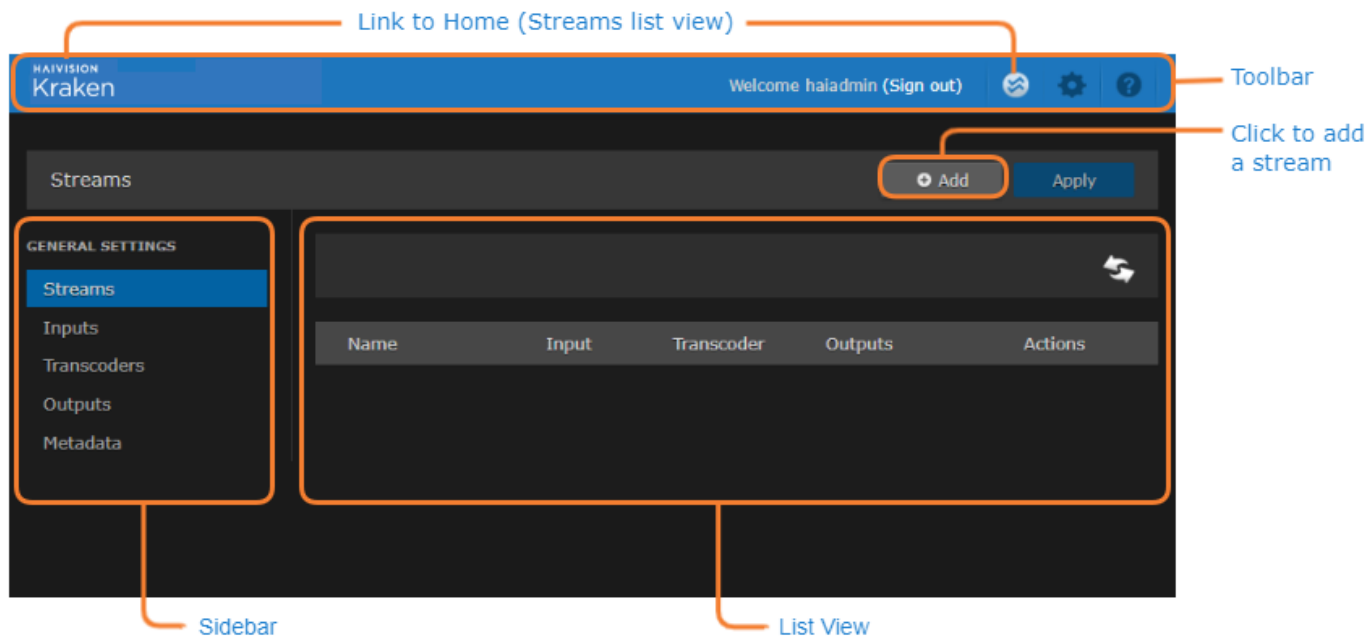 Link to Home (Streams list view)
HAIVISION
Kraken
Welcome haiadmin (Sign out)
?
Toolbar
Click to add
a stream
Streams
Add
Apply
GENERAL SETTINGS
Streams
Inputs
Transcoders
Outputs
Metadata
Name Input Transcoder Outputs Actions
Sidebar
List View